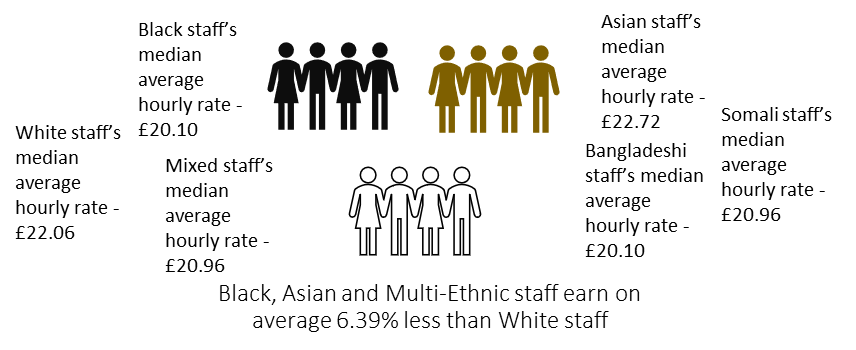 Black staff's
median
average
hourly rate -
£20.10
Asian staff's
median
average
hourly rate -
£22.72
White staff's
median
average
hourly rate -
£22.06
Mixed staff's
median
average
hourly rate -
£20.96
Bangladeshi
staff's median
average
hourly rate -
£20.10
Somali staff's
median
average
hourly rate -
£20.96
Black, Asian and Multi-Ethnic staff earn on
average 6.39% less than White staff